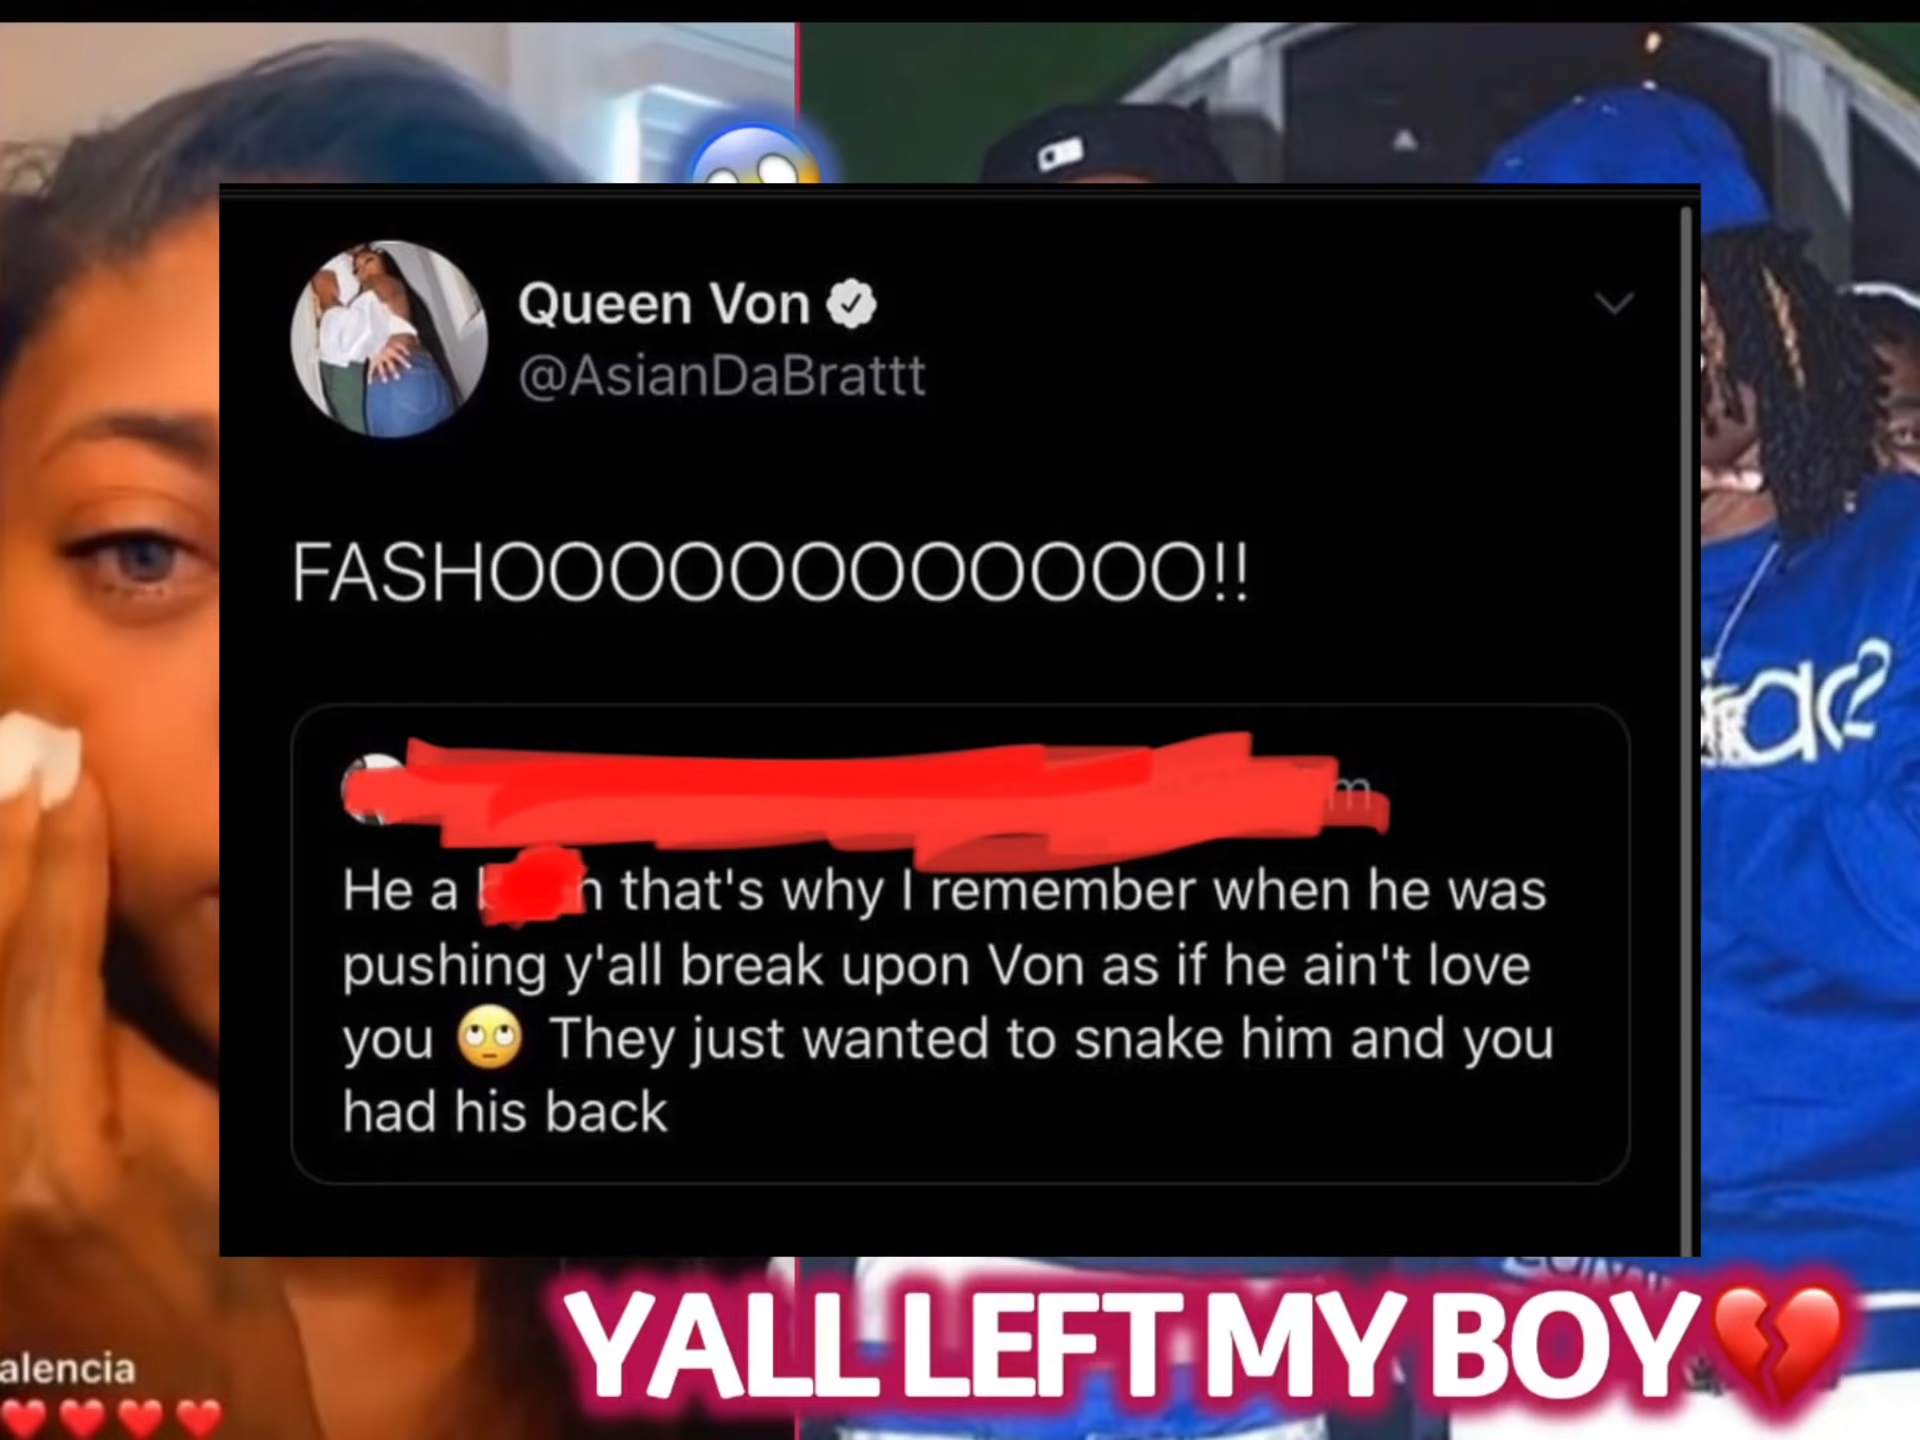 Queen Von
@AsianDaBrattt
FASHOOOOOOOOOOOO!!
m
He a b h that's why I remember when he was
pushing y'all break upon Von as if he ain't love
you 🙄 They just wanted to snake him and you
had his back
YALL LEFT MY BOY💔
alencia
❤️❤️❤️❤️